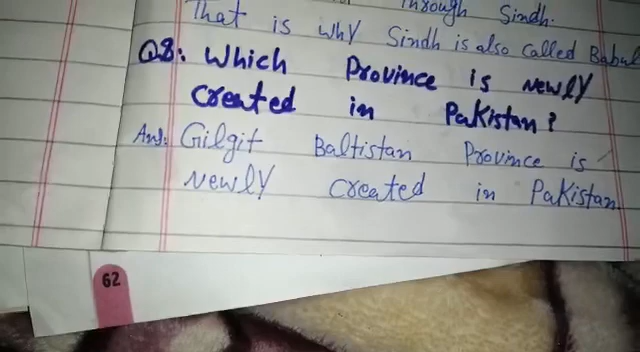 through Sindh.
That is why Sindh is also called Babul
Q8: Which Province is Newly
created in Pakistan?
Ans: Gilgit Baltistan Province is
Newly created in Pakistan.
62